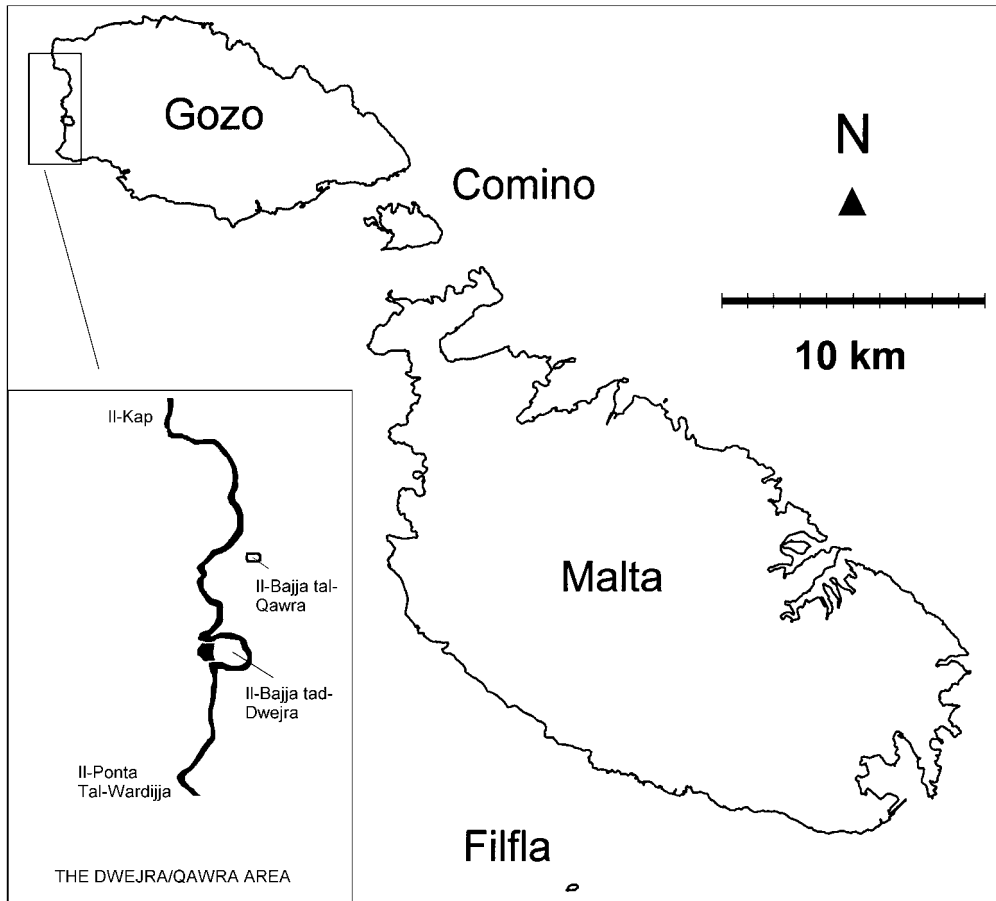 Gozo
N
Comino
10 km
Il-Kap
Malta
Il-Bajja tal-
Qawra
Il-Bajja tad-
Dwejra
Il-Ponta
Tal-Wardijja
Filfla
THE DWEJRA/QAWRA AREA